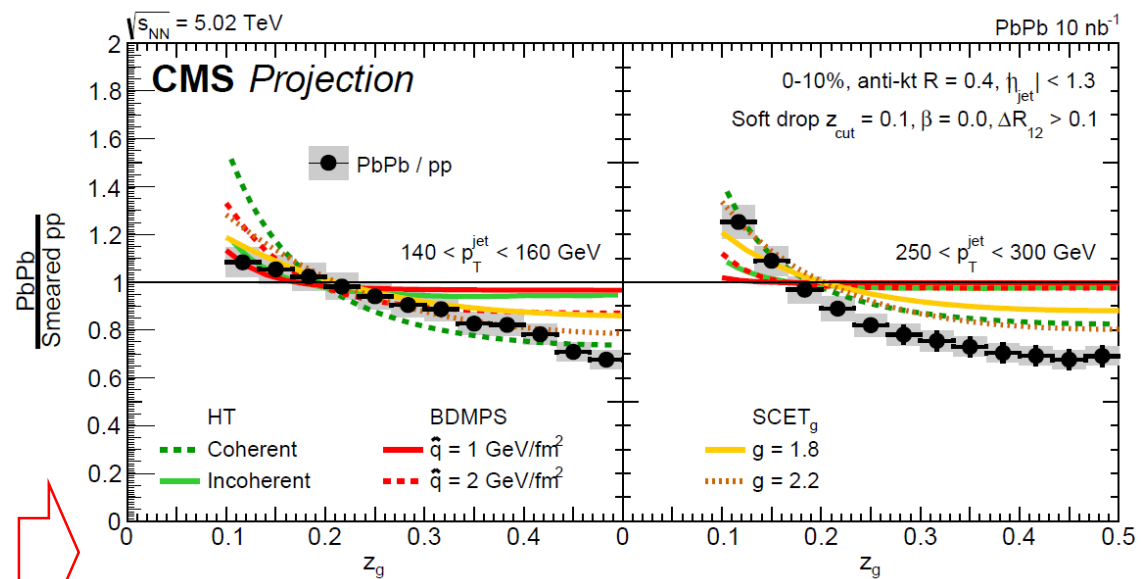 √s_NN = 5.02 TeV
PbPb 10 nb⁻¹
CMS Projection
0-10%, anti-kt R = 0.4, |η_jet| < 1.3
Soft drop z_cut = 0.1, β = 0.0, ΔR₁₂ > 0.1
PbPb / pp
140 < p_T^jet < 160 GeV
250 < p_T^jet < 300 GeV
PbPb
Smeared pp
2
1.8
1.6
1.4
1.2
1
0.8
0.6
0.4
0.2
0
HT
Coherent
Incoherent
BDMPS
q̂ = 1 GeV/fm²
q̂ = 2 GeV/fm²
SCET_g
g = 1.8
g = 2.2
0 0.1 0.2 0.3 0.4 0 0.1 0.2 0.3 0.4 0.5
z_g z_g